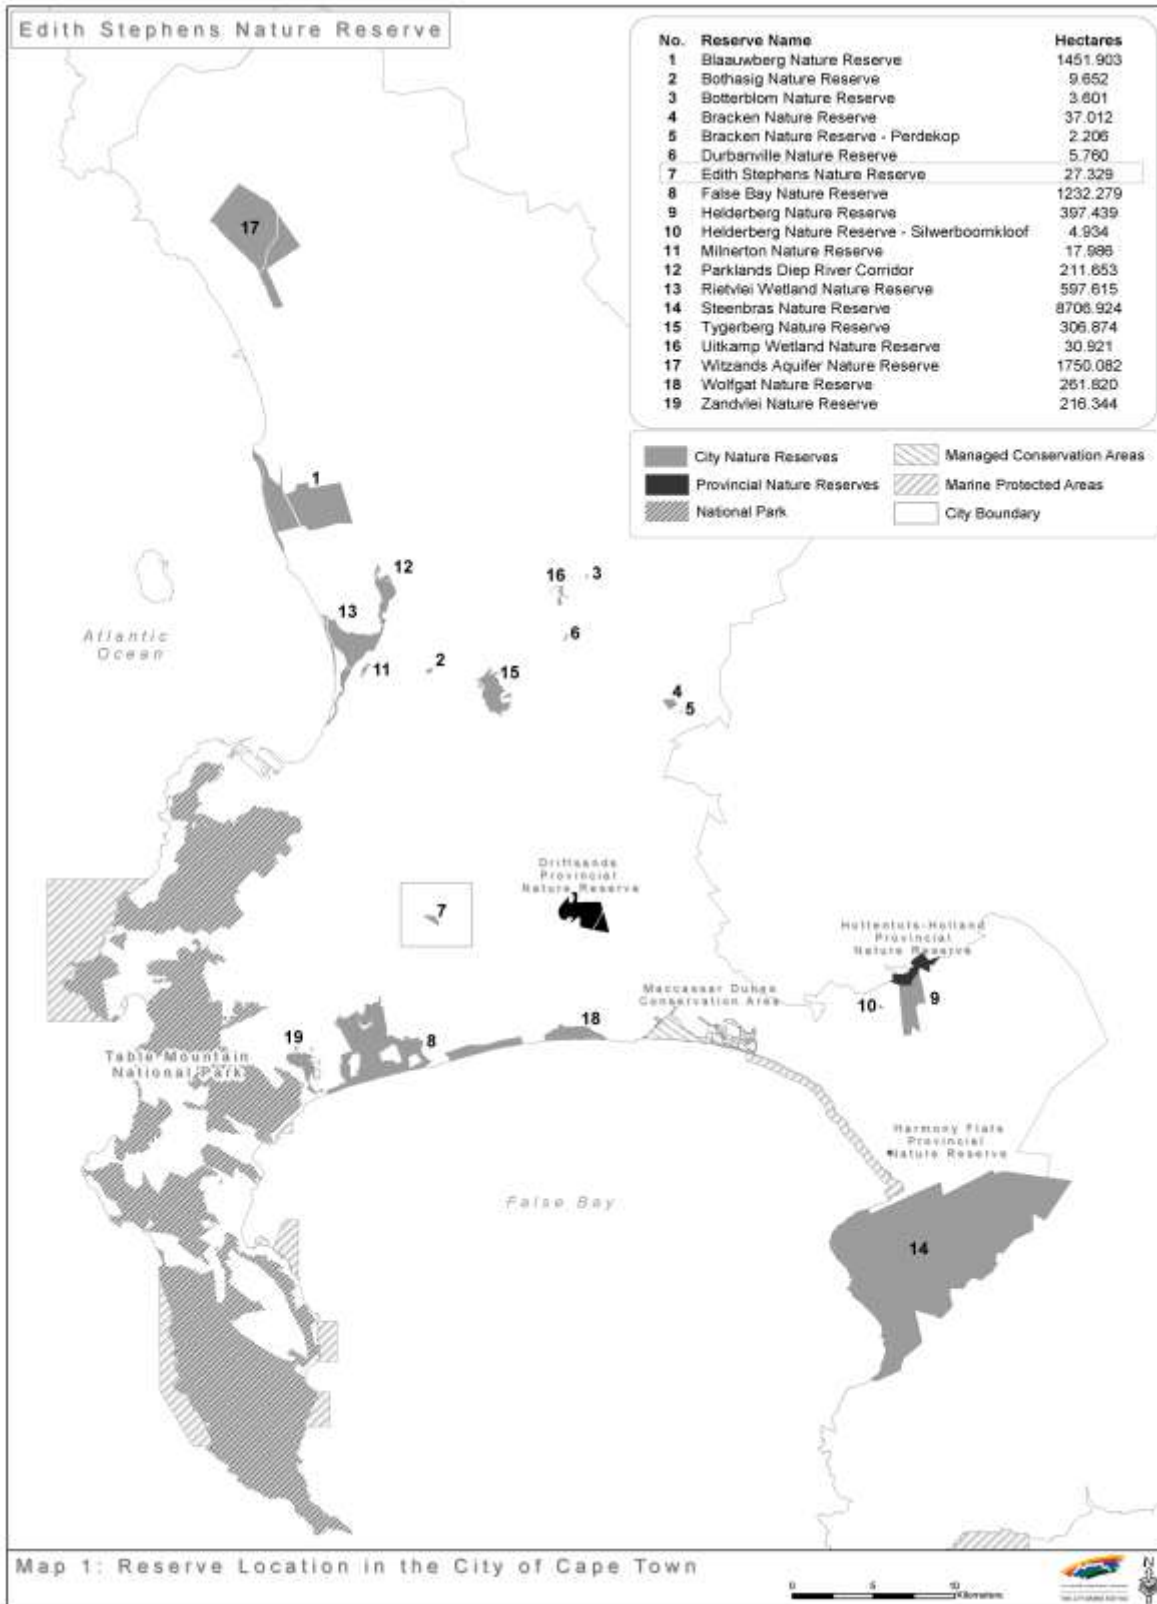 Edith Stephens Nature Reserve
No. Reserve Name Hectares
1 Blaauwberg Nature Reserve 1451.903
2 Bothasig Nature Reserve 9.652
3 Botterblom Nature Reserve 3.601
4 Bracken Nature Reserve 37.012
5 Bracken Nature Reserve - Perdekop 2.206
6 Durbanville Nature Reserve 5.760
7 Edith Stephens Nature Reserve 27.329
8 False Bay Nature Reserve 1232.279
9 Helderberg Nature Reserve 397.439
10 Helderberg Nature Reserve - Silwerboomkloof 4.934
11 Milnerton Nature Reserve 17.986
12 Parklands Diep River Corridor 211.653
13 Rietvlei Wetland Nature Reserve 597.615
14 Steenbras Nature Reserve 8706.924
15 Tygerberg Nature Reserve 306.874
16 Uitkamp Wetland Nature Reserve 30.921
17 Witzands Aquifer Nature Reserve 1750.082
18 Wolfgat Nature Reserve 261.820
19 Zandvlei Nature Reserve 216.344
City Nature Reserves
Managed Conservation Areas
Provincial Nature Reserves
Marine Protected Areas
National Park
City Boundary
17
1
12
16
3
13
6
Atlantic
Ocean
11
2
15
4
5
Driftsands
Provincial
Nature Reserve
7
Hottentots-Holland
Provincial
Nature Reserve
Maccassar Dunes
Conservation Area
10
9
18
19
8
Table Mountain
National Park
Harmony Flats
Provincial
Nature Reserve
False Bay
14
Map 1: Reserve Location in the City of Cape Town
0 5 10
Kilometers
N